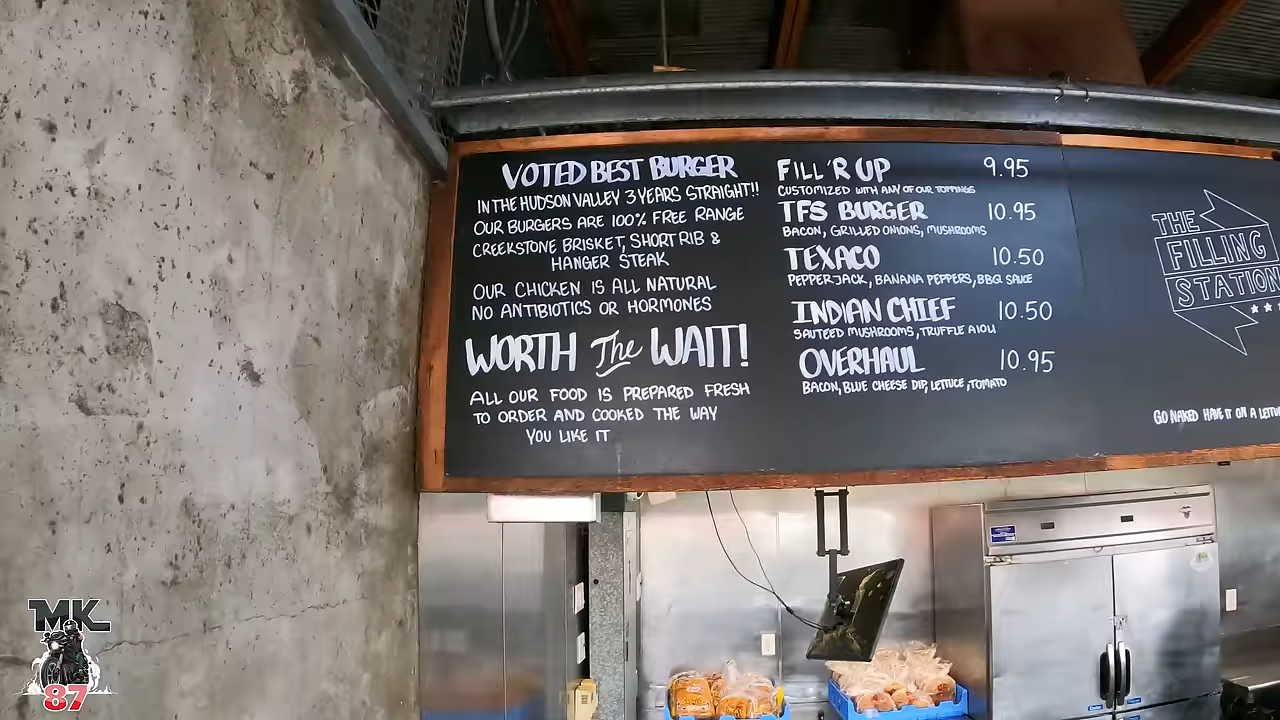 VOTED BEST BURGER
IN THE HUDSON VALLEY 3 YEARS STRAIGHT!!
OUR BURGERS ARE 100% FREE RANGE
CREEKSTONE BRISKET, SHORT RIB &
HANGER STEAK
OUR CHICKEN IS ALL NATURAL
NO ANTIBIOTICS OR HORMONES
WORTH The WAIT!
ALL OUR FOOD IS PREPARED FRESH
TO ORDER AND COOKED THE WAY
YOU LIKE IT
FILL'R UP 9.95
CUSTOMIZED WITH ANY OF OUR TOPPINGS
TFS BURGER 10.95
BACON, GRILLED ONIONS, MUSHROOMS
TEXACO 10.50
PEPPER JACK, BANANA PEPPERS, BBQ SAUCE
INDIAN CHIEF 10.50
SAUTEED MUSHROOMS, TRUFFLE AIOLI
OVERHAUL 10.95
BACON, BLUE CHEESE DIP, LETTUCE, TOMATO
THE
FILLING
STATION
GO NAKED HAVE IT ON A
MK
87